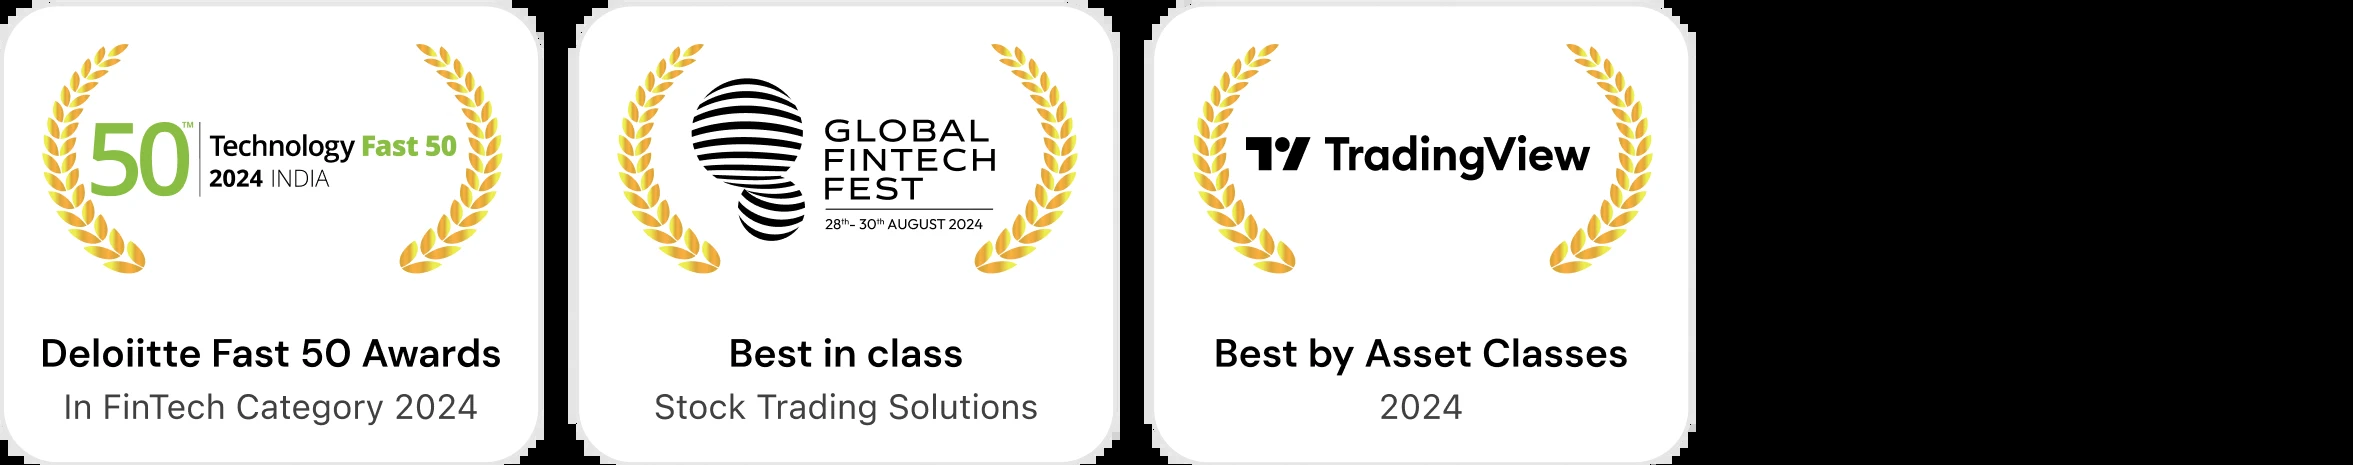 50™
Technology Fast 50
2024 INDIA
Deloiitte Fast 50 Awards
In FinTech Category 2024
GLOBAL
FINTECH
FEST
28th- 30th AUGUST 2024
Best in class
Stock Trading Solutions
TradingView
Best by Asset Classes
2024